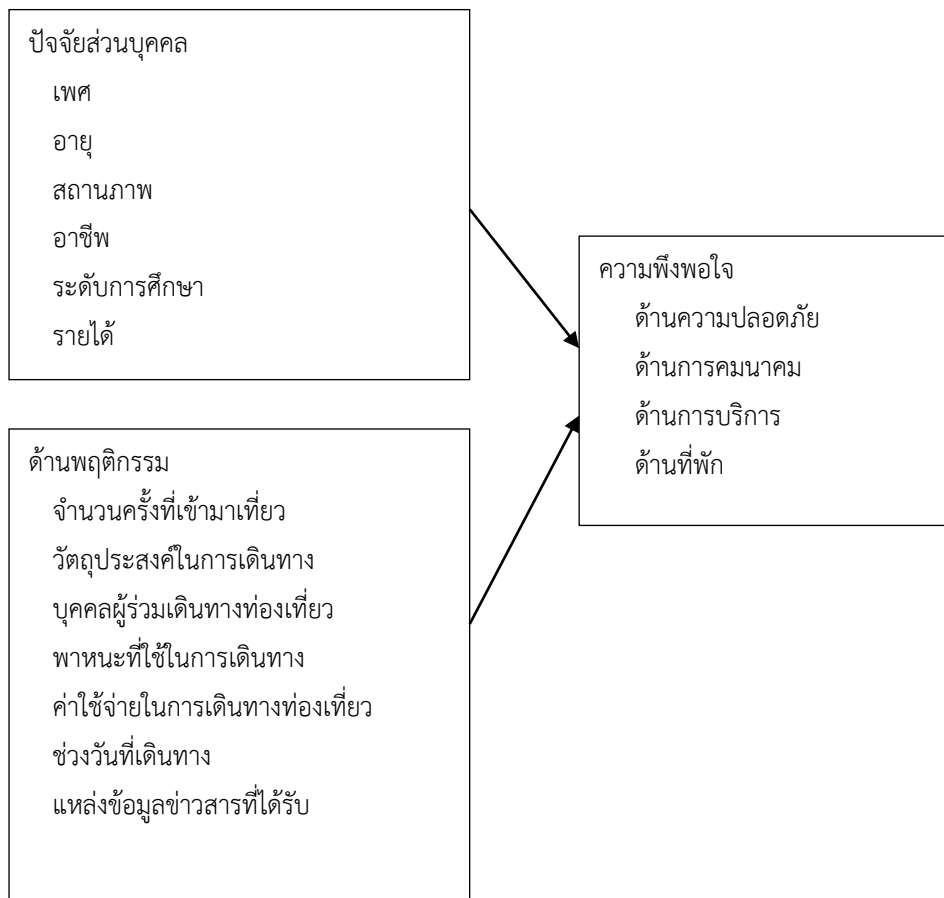 ปัจจัยส่วนบุคคล
เพศ
อายุ
สถานภาพ
อาชีพ
ระดับการศึกษา
รายได้
ด้านพฤติกรรม
จำนวนครั้งที่เข้ามาเที่ยว
วัตถุประสงค์ในการเดินทาง
บุคคลผู้ร่วมเดินทางท่องเที่ยว
พาหนะที่ใช้ในการเดินทาง
ค่าใช้จ่ายในการเดินทางท่องเที่ยว
ช่วงวันที่เดินทาง
แหล่งข้อมูลข่าวสารที่ได้รับ
ความพึงพอใจ
ด้านความปลอดภัย
ด้านการคมนาคม
ด้านการบริการ
ด้านที่พัก